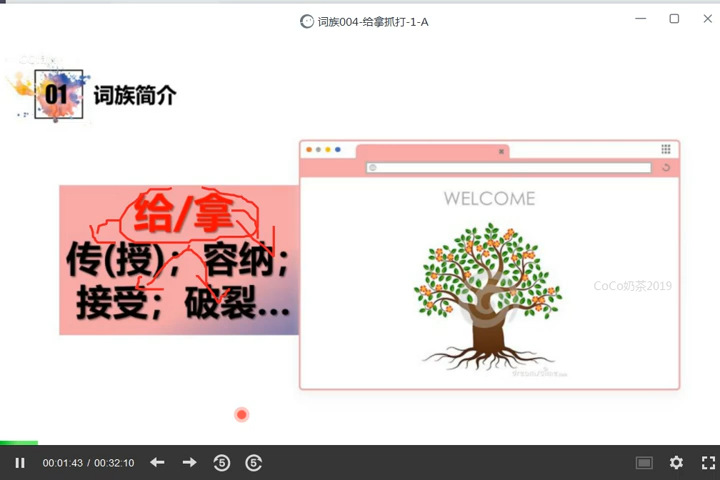 词族004-给拿抓打-1-A
01 词族简介
给/拿
传(授)；容纳；
接受；破裂...
WELCOME
CoCo奶茶2019
00:01:43 / 00:32:10
5 5